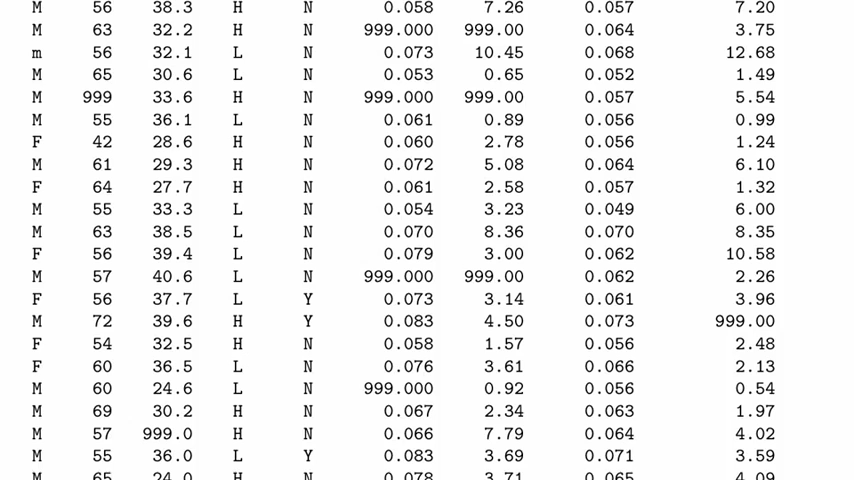 M 56 38.3 H N 0.058 7.26 0.057 7.20
M 63 32.2 H N 999.000 999.00 0.064 3.75
m 56 32.1 L N 0.073 10.45 0.068 12.68
M 65 30.6 L N 0.053 0.65 0.052 1.49
M 999 33.6 H N 999.000 999.00 0.057 5.54
M 55 36.1 L N 0.061 0.89 0.056 0.99
F 42 28.6 H N 0.060 2.78 0.056 1.24
M 61 29.3 H N 0.072 5.08 0.064 6.10
F 64 27.7 H N 0.061 2.58 0.057 1.32
M 55 33.3 L N 0.054 3.23 0.049 6.00
M 63 38.5 L N 0.070 8.36 0.070 8.35
F 56 39.4 L N 0.079 3.00 0.062 10.58
M 57 40.6 L N 999.000 999.00 0.062 2.26
F 56 37.7 L Y 0.073 3.14 0.061 3.96
M 72 39.6 H Y 0.083 4.50 0.073 999.00
F 54 32.5 H N 0.058 1.57 0.056 2.48
F 60 36.5 L N 0.076 3.61 0.066 2.13
M 60 24.6 L N 999.000 0.92 0.056 0.54
M 69 30.2 H N 0.067 2.34 0.063 1.97
M 57 999.0 H N 0.066 7.79 0.064 4.02
M 55 36.0 L Y 0.083 3.69 0.071 3.59
M 65 24.0 H N 0.078 3.71 0.065 4.09